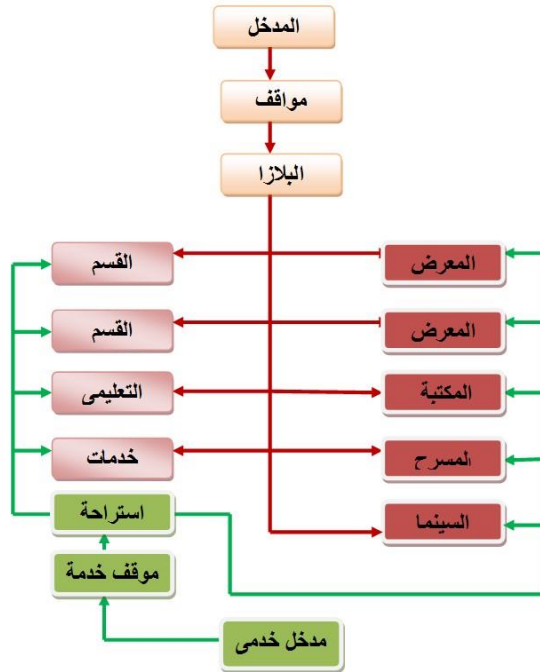 المدخل
مواقف
البلازا
المعرض
القسم
المعرض
القسم
المكتبة
التعليمى
المسرح
خدمات
السينما
استراحة
موقف خدمة
مدخل خدمى